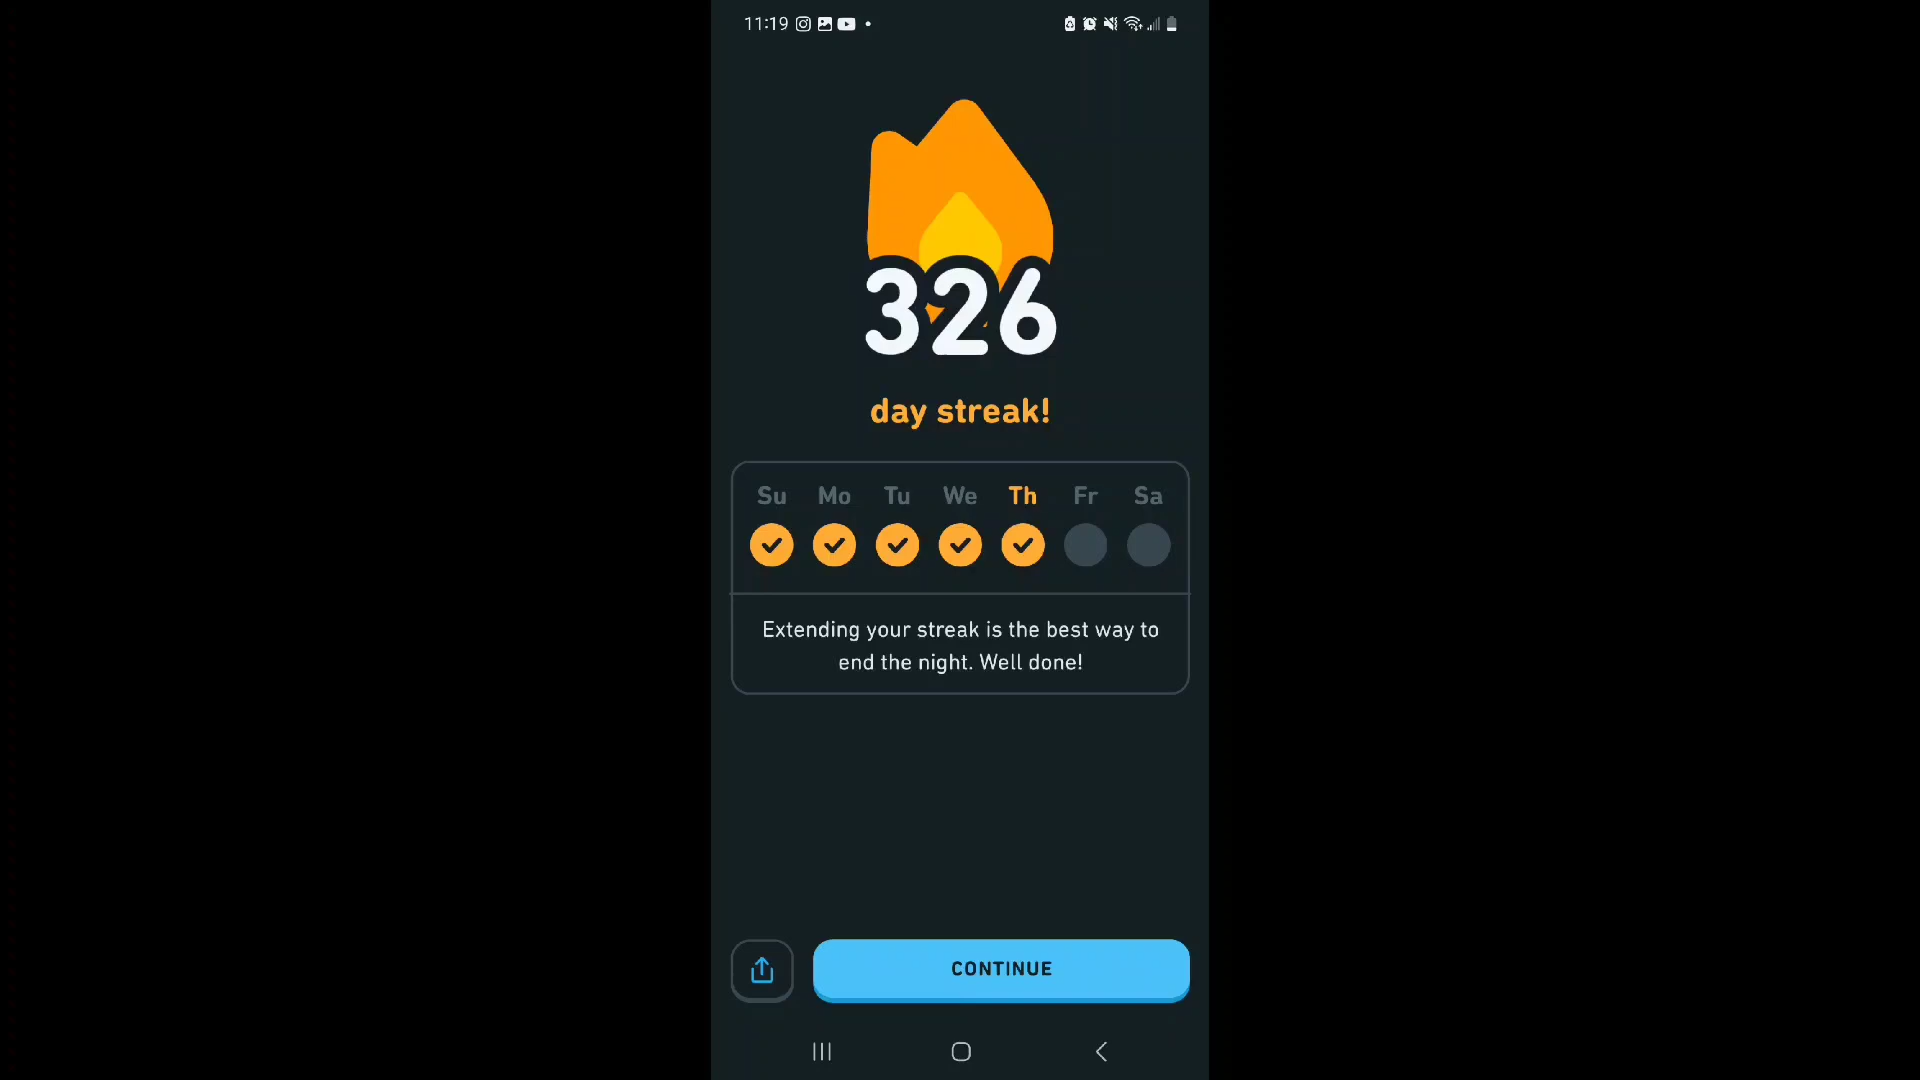 11:19
326
day streak!
Su Mo Tu We Th Fr Sa
Extending your streak is the best way to
end the night. Well done!
CONTINUE